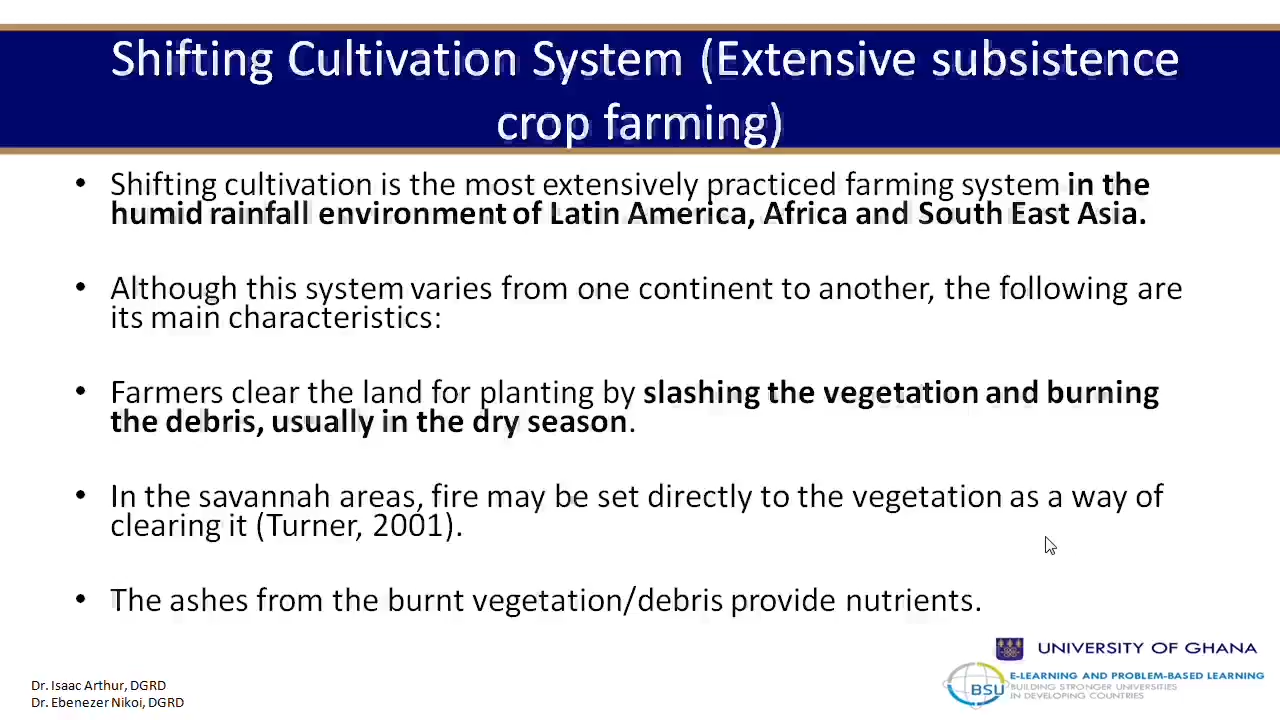 Shifting Cultivation System (Extensive subsistence
crop farming)
• Shifting cultivation is the most extensively practiced farming system in the
humid rainfall environment of Latin America, Africa and South East Asia.
• Although this system varies from one continent to another, the following are
its main characteristics:
• Farmers clear the land for planting by slashing the vegetation and burning
the debris, usually in the dry season.
• In the savannah areas, fire may be set directly to the vegetation as a way of
clearing it (Turner, 2001).
• The ashes from the burnt vegetation/debris provide nutrients.
UNIVERSITY OF GHANA
BSU
E-LEARNING AND PROBLEM-BASED LEARNING
BUILDING STRONGER UNIVERSITIES
IN DEVELOPING COUNTRIES
Dr. Isaac Arthur, DGRD
Dr. Ebenezer Nikoi, DGRD